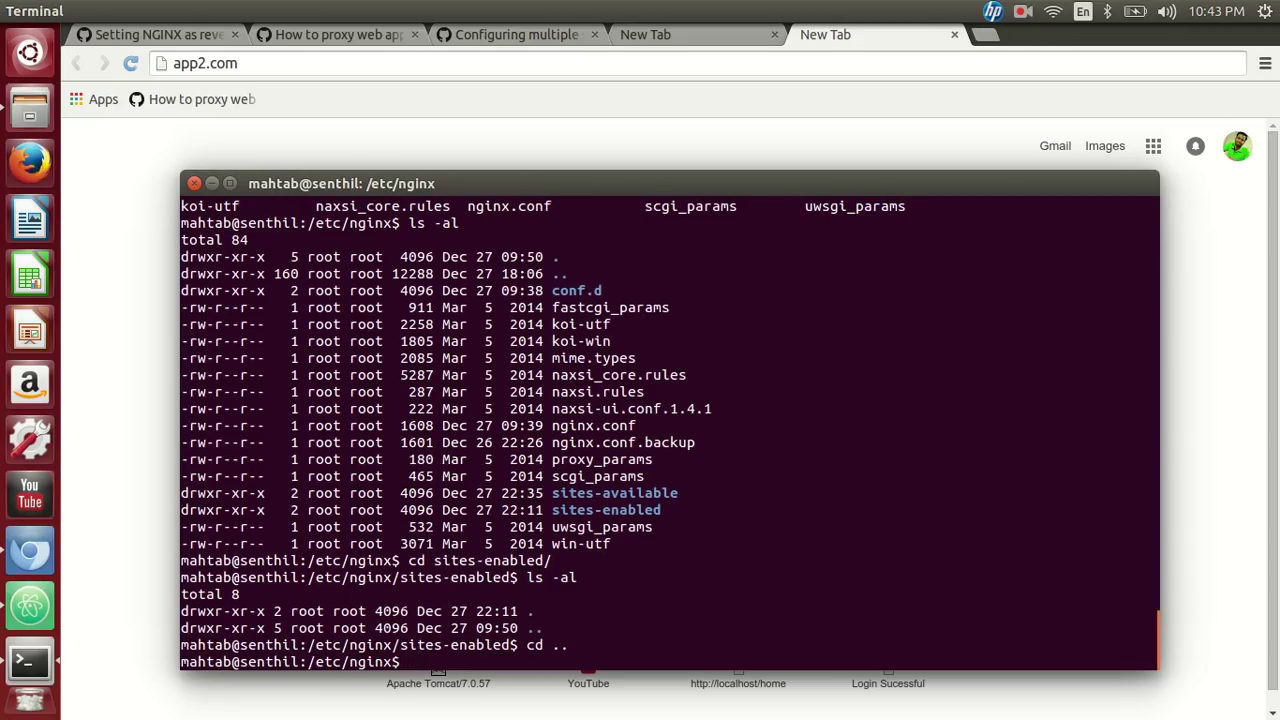 Terminal
hp
En
10:43 PM
Setting NGINX as reve
How to proxy web app
Configuring multiple
New Tab
New Tab
app2.com
Apps
How to proxy web
Gmail
Images
mahtab@senthil: /etc/nginx
koi-utf naxsi_core.rules nginx.conf scgi_params uwsgi_params
mahtab@senthil:/etc/nginx$ ls -al
total 84
drwxr-xr-x 5 root root 4096 Dec 27 09:50 .
drwxr-xr-x 160 root root 12288 Dec 27 18:06 ..
drwxr-xr-x 2 root root 4096 Dec 27 09:38 conf.d
-rw-r--r-- 1 root root 911 Mar 5 2014 fastcgi_params
-rw-r--r-- 1 root root 2258 Mar 5 2014 koi-utf
-rw-r--r-- 1 root root 1805 Mar 5 2014 koi-win
-rw-r--r-- 1 root root 2085 Mar 5 2014 mime.types
-rw-r--r-- 1 root root 5287 Mar 5 2014 naxsi_core.rules
-rw-r--r-- 1 root root 287 Mar 5 2014 naxsi.rules
-rw-r--r-- 1 root root 222 Mar 5 2014 naxsi-ui.conf.1.4.1
-rw-r--r-- 1 root root 1608 Dec 27 09:39 nginx.conf
-rw-r--r-- 1 root root 1601 Dec 26 22:26 nginx.conf.backup
-rw-r--r-- 1 root root 180 Mar 5 2014 proxy_params
-rw-r--r-- 1 root root 465 Mar 5 2014 scgi_params
drwxr-xr-x 2 root root 4096 Dec 27 22:35 sites-available
drwxr-xr-x 2 root root 4096 Dec 27 22:11 sites-enabled
-rw-r--r-- 1 root root 532 Mar 5 2014 uwsgi_params
-rw-r--r-- 1 root root 3071 Mar 5 2014 win-utf
mahtab@senthil:/etc/nginx$ cd sites-enabled/
mahtab@senthil:/etc/nginx/sites-enabled$ ls -al
total 8
drwxr-xr-x 2 root root 4096 Dec 27 22:11 .
drwxr-xr-x 5 root root 4096 Dec 27 09:50 ..
mahtab@senthil:/etc/nginx/sites-enabled$ cd ..
mahtab@senthil:/etc/nginx$
Apache Tomcat/7.0.57
YouTube
http://localhost/home
Login Sucessful
You
Tube